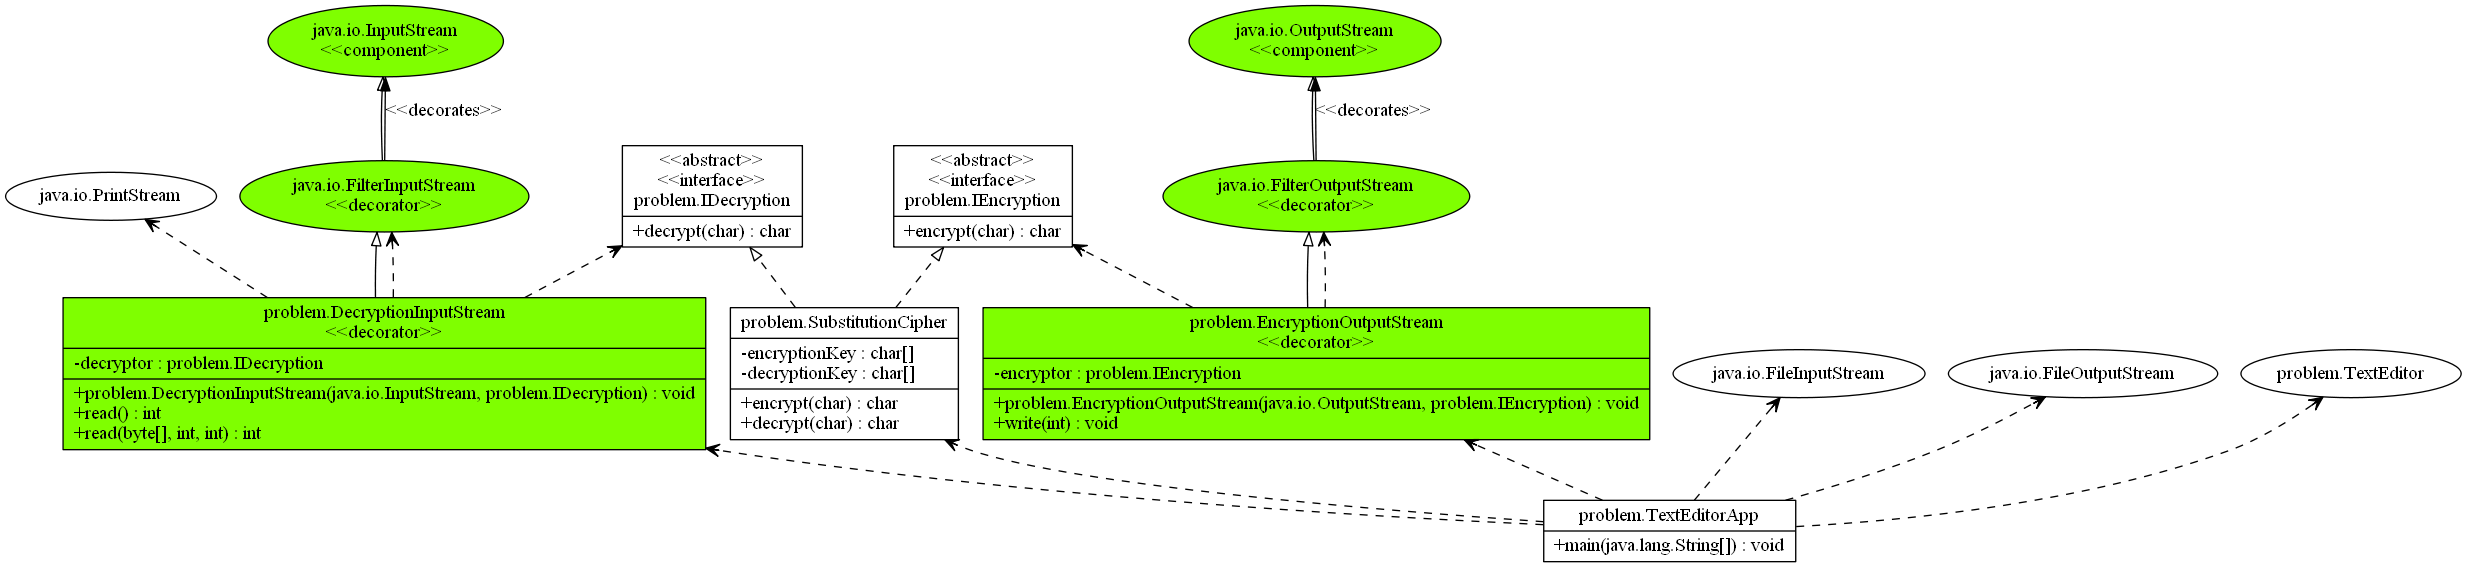 java.io.InputStream
<<component>>
java.io.OutputStream
<<component>>
<<decorates>>
<<decorates>>
java.io.PrintStream
java.io.FilterInputStream
<<decorator>>
<<abstract>>
<<interface>>
problem.IDecryption
+decrypt(char) : char
<<abstract>>
<<interface>>
problem.IEncryption
+encrypt(char) : char
java.io.FilterOutputStream
<<decorator>>
problem.DecryptionInputStream
<<decorator>>
-decryptor : problem.IDecryption
+problem.DecryptionInputStream(java.io.InputStream, problem.IDecryption) : void
+read() : int
+read(byte[], int, int) : int
problem.SubstitutionCipher
-encryptionKey : char[]
-decryptionKey : char[]
+encrypt(char) : char
+decrypt(char) : char
problem.EncryptionOutputStream
<<decorator>>
-encryptor : problem.IEncryption
+problem.EncryptionOutputStream(java.io.OutputStream, problem.IEncryption) : void
+write(int) : void
java.io.FileInputStream
java.io.FileOutputStream
problem.TextEditor
problem.TextEditorApp
+main(java.lang.String[]) : void